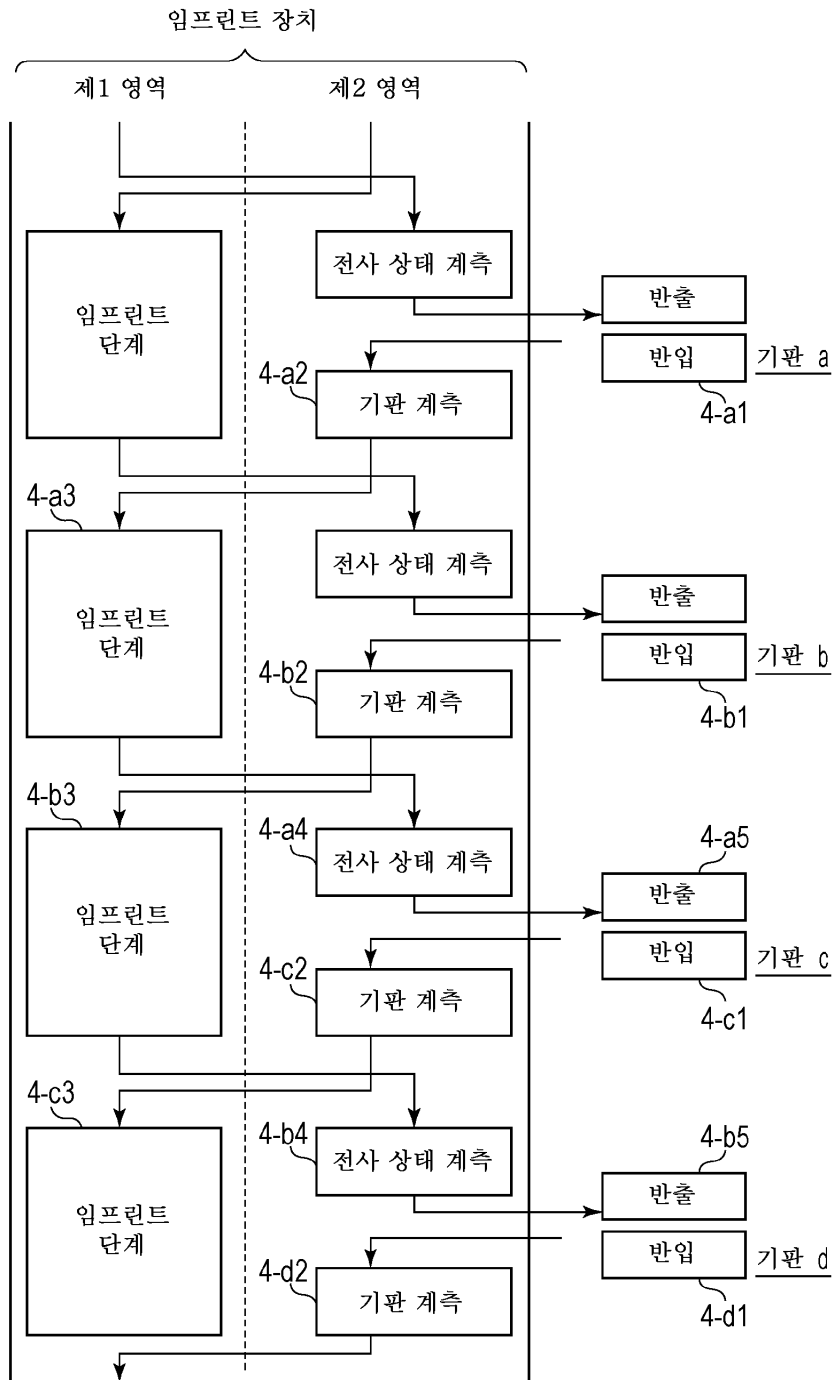 임프린트 장치
제1 영역
제2 영역
임프린트
단계
전사 상태 계측
반출
4-a2
기판 계측
반입
기판 a
4-a1
4-a3
임프린트
단계
전사 상태 계측
반출
4-b2
기판 계측
반입
기판 b
4-b1
4-b3
임프린트
단계
4-a4
전사 상태 계측
4-a5
반출
4-c2
기판 계측
반입
기판 c
4-c1
4-c3
임프린트
단계
4-b4
전사 상태 계측
4-b5
반출
4-d2
기판 계측
반입
기판 d
4-d1